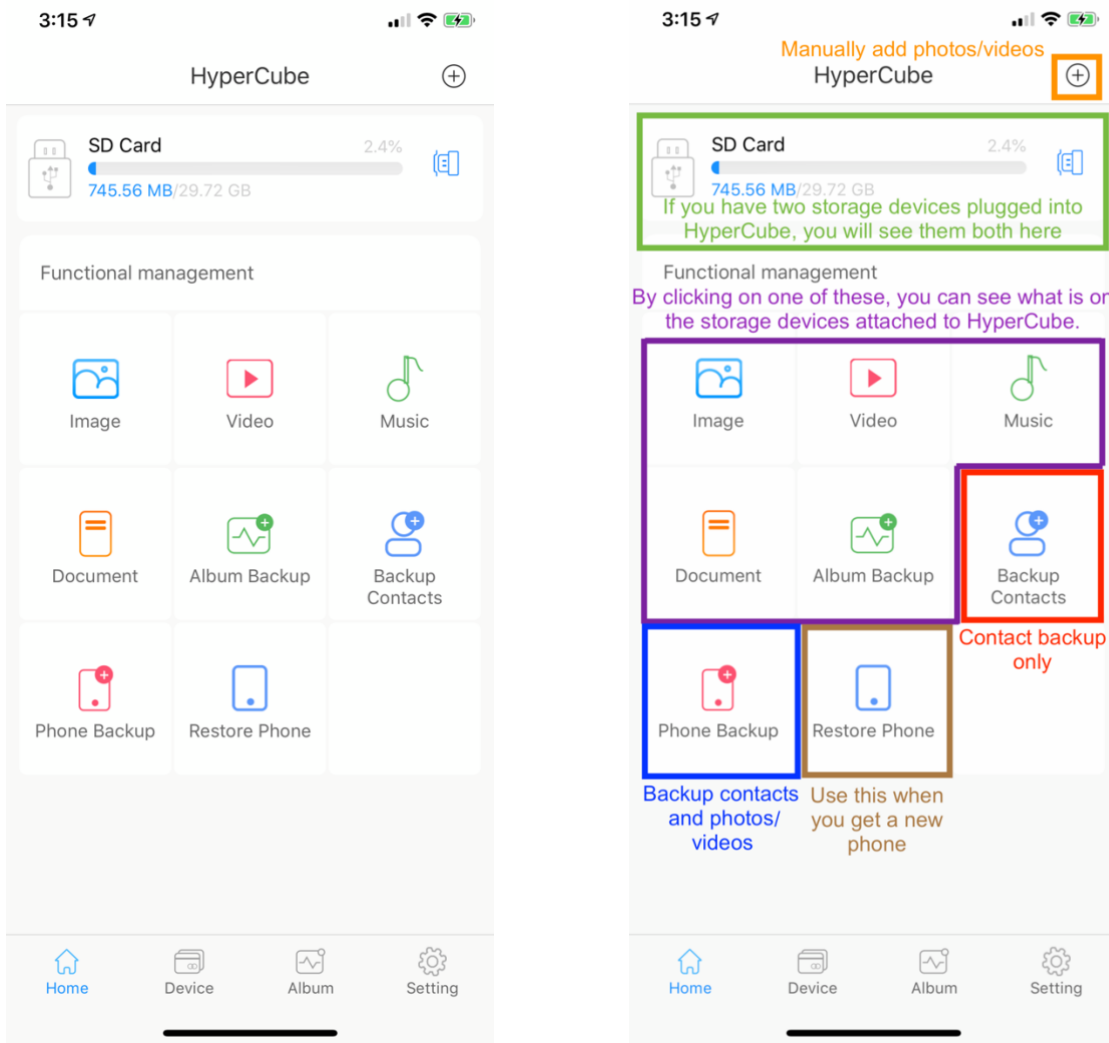 3:15
HyperCube
SD Card
2.4%
745.56 MB/29.72 GB
Functional management
Image
Video
Music
Document
Album Backup
Backup
Contacts
Phone Backup
Restore Phone
Home
Device
Album
Setting
3:15
Manually add photos/videos
HyperCube
SD Card
2.4%
745.56 MB/29.72 GB
If you have two storage devices plugged into
HyperCube, you will see them both here
Functional management
By clicking on one of these, you can see what is on
the storage devices attached to HyperCube.
Image
Video
Music
Document
Album Backup
Backup
Contacts
Contact backup
only
Phone Backup
Restore Phone
Backup contacts
and photos/
videos
Use this when
you get a new
phone
Home
Device
Album
Setting